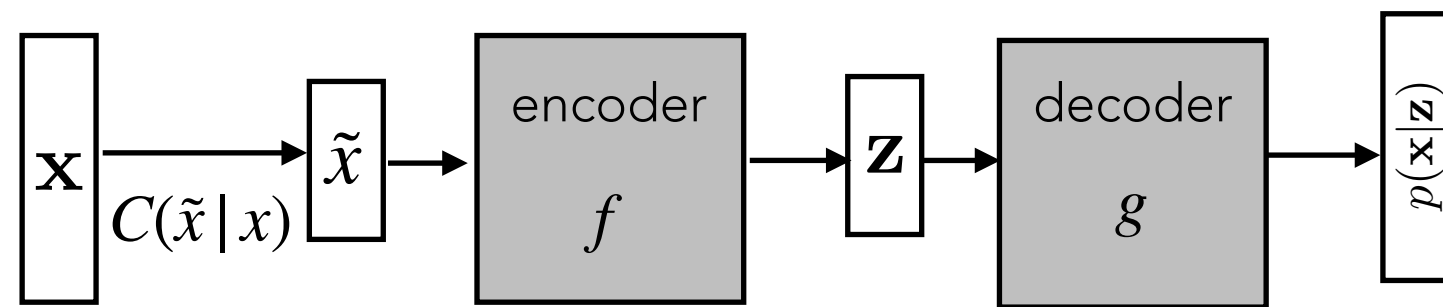 x
C(x̃|x)
x̃
encoder
f
z
decoder
g
p(x|z)